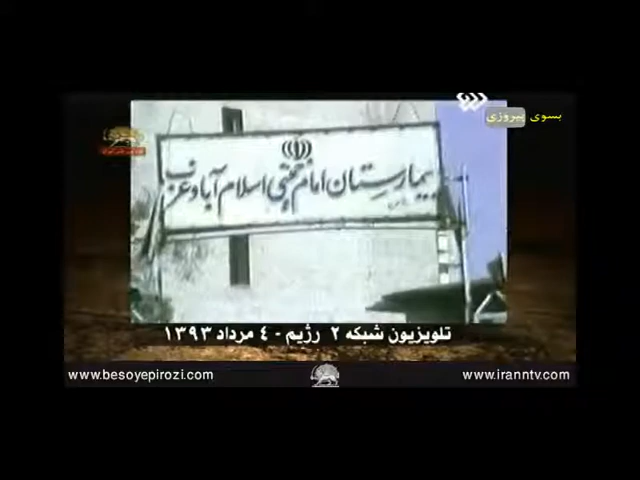 بسوی پیروزی
بیمارستان امام خمینی اسلام آباد غرب
تلویزیون شبکه ۲ رژیم - ۴ مرداد ۱۳۹۳
www.besoyepirozi.com
www.iranntv.com